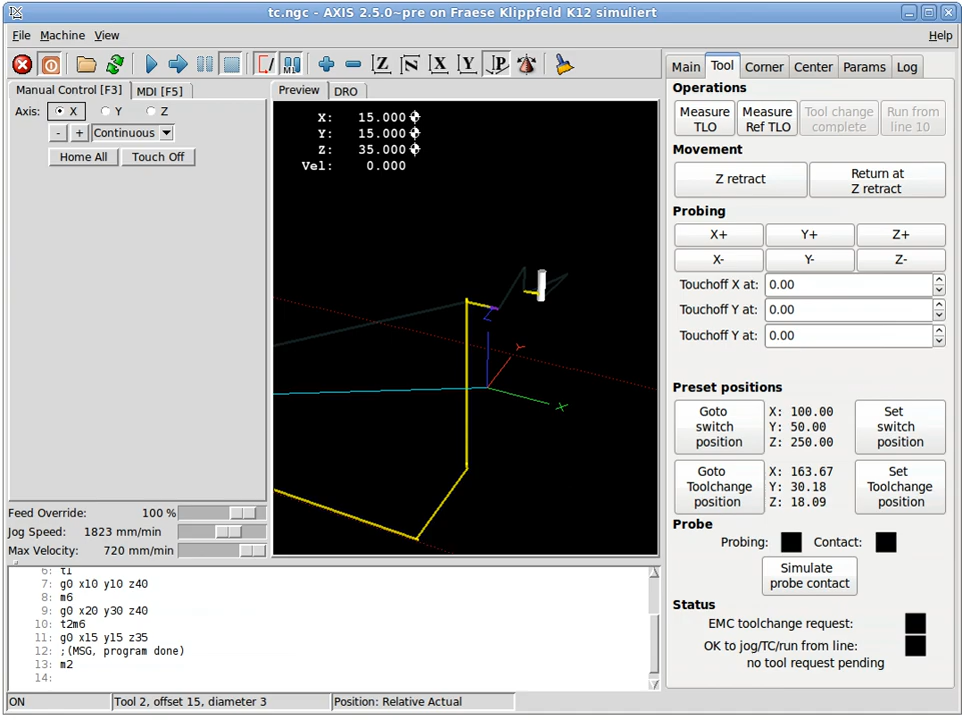 tc.ngc - AXIS 2.5.0~pre on Fraese Klippfeld K12 simuliert
File Machine View Help
M1 Z N X Y P
Manual Control [F3] MDI [F5]
Axis: X Y Z
- + Continuous
Home All Touch Off
Feed Override: 100 %
Jog Speed: 1823 mm/min
Max Velocity: 720 mm/min
Preview DRO
X: 15.000
Y: 15.000
Z: 35.000
Vel: 0.000
Z
Y
X
Main Tool Corner Center Params Log
Operations
Measure TLO
Measure Ref TLO
Tool change complete
Run from line 10
Movement
Z retract
Return at Z retract
Probing
X+ Y+ Z+
X- Y- Z-
Touchoff X at: 0.00
Touchoff Y at: 0.00
Touchoff Y at: 0.00
Preset positions
Goto switch position
X: 100.00
Y: 50.00
Z: 250.00
Set switch position
Goto Toolchange position
X: 163.67
Y: 30.18
Z: 18.09
Set Toolchange position
Probe
Probing: Contact:
Simulate probe contact
Status
EMC toolchange request:
OK to jog/TC/run from line:
no tool request pending
6: t1
7: g0 x10 y10 z40
8: m6
9: g0 x20 y30 z40
10: t2m6
11: g0 x15 y15 z35
12: ;(MSG, program done)
13: m2
14:
ON Tool 2, offset 15, diameter 3 Position: Relative Actual